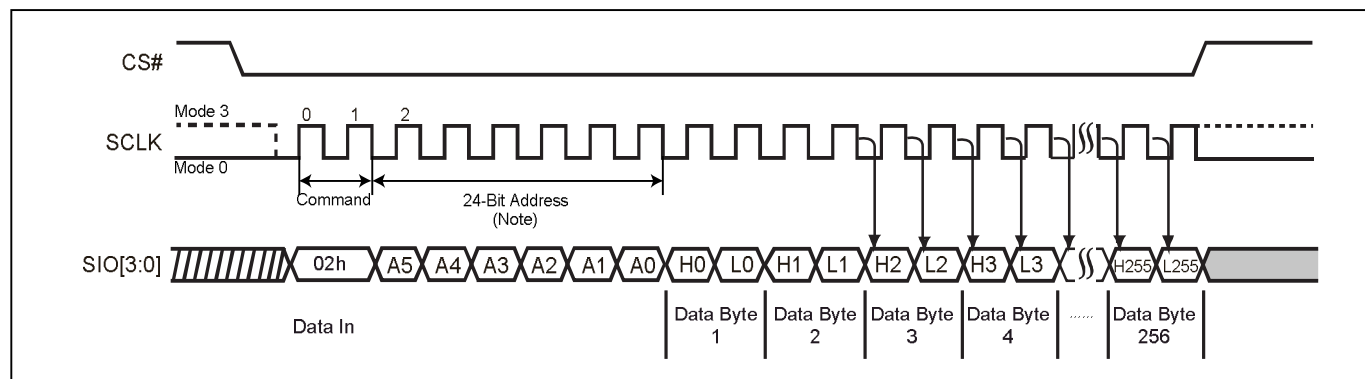 CS#
Mode 3
0 1 2
SCLK
Mode 0
Command
24-Bit Address
(Note)
SIO[3:0]
02h A5 A4 A3 A2 A1 A0 H0 L0 H1 L1 H2 L2 H3 L3 H255 L255
Data In
Data Byte
1
Data Byte
2
Data Byte
3
Data Byte
4
......
Data Byte
256